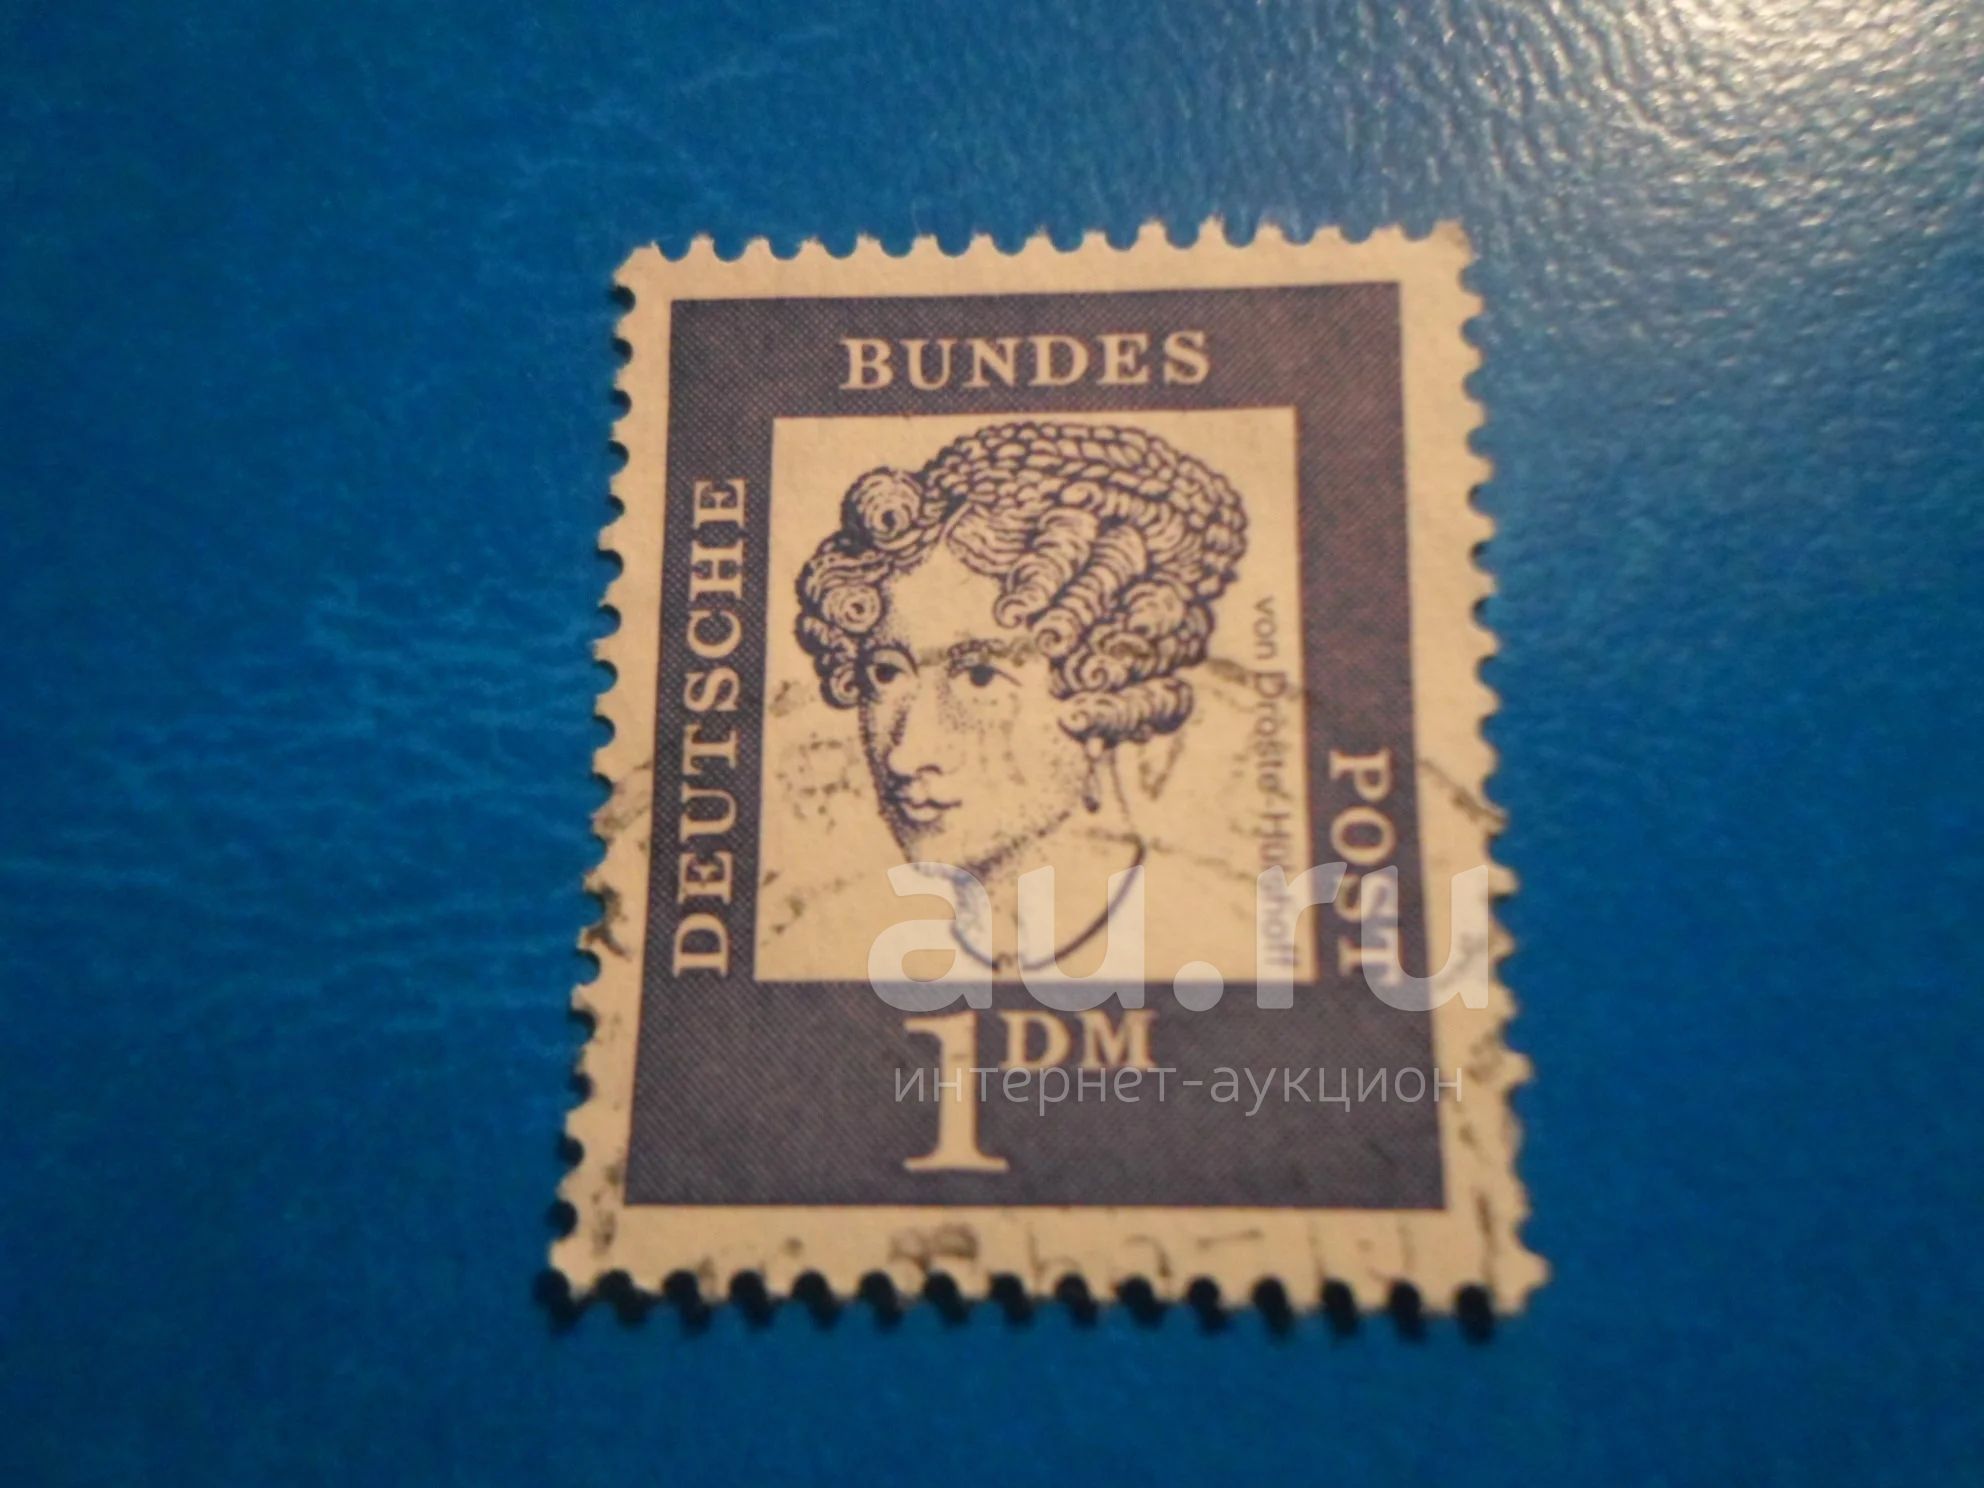 BUNDES
DEUTSCHE
POST
von Droste-Hülshoff
1 DM
au.ru
интернет-аукцион